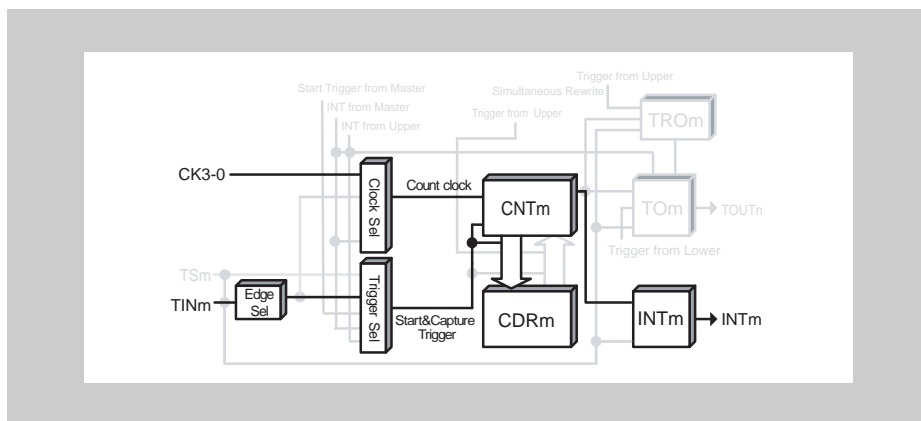 Trigger from Upper
Start Trigger from Master
Simultaneous Rewrite
INT from Master
Trigger from Upper
INT from Upper
TROm
CK3-0
Clock Sel
Count clock
CNTm
TOm
TOUTn
Trigger from Lower
TSm
TINm
Edge
Sel
Trigger Sel
Start&Capture
Trigger
CDRm
INTm
INTm